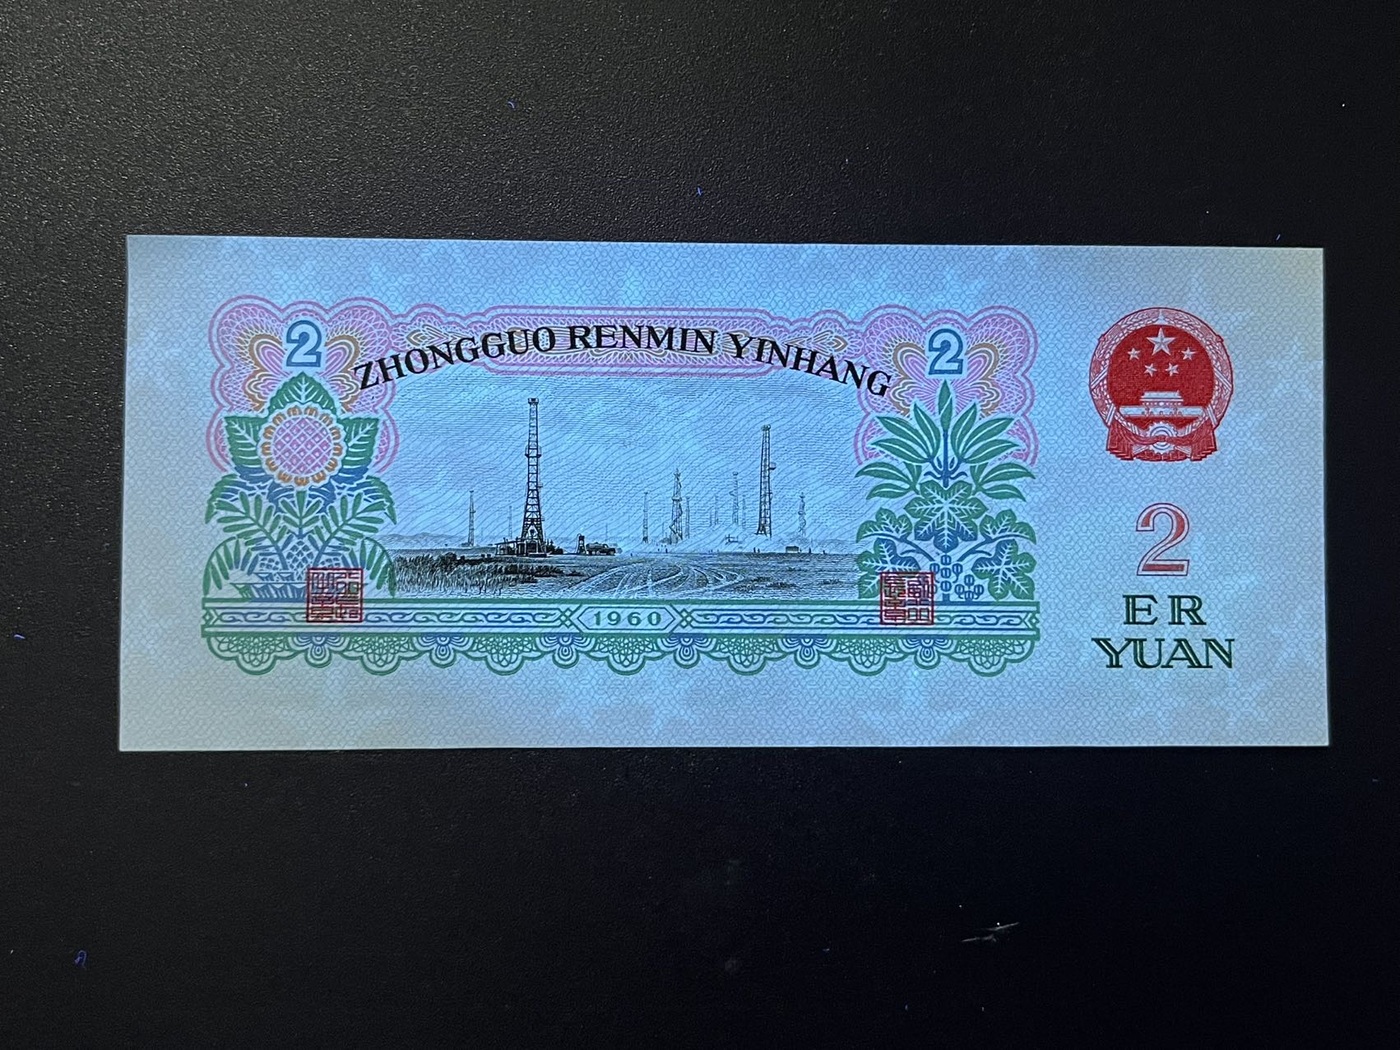 2
ZHONGGUO RENMIN YINHANG
2
1960
2
ER
YUAN